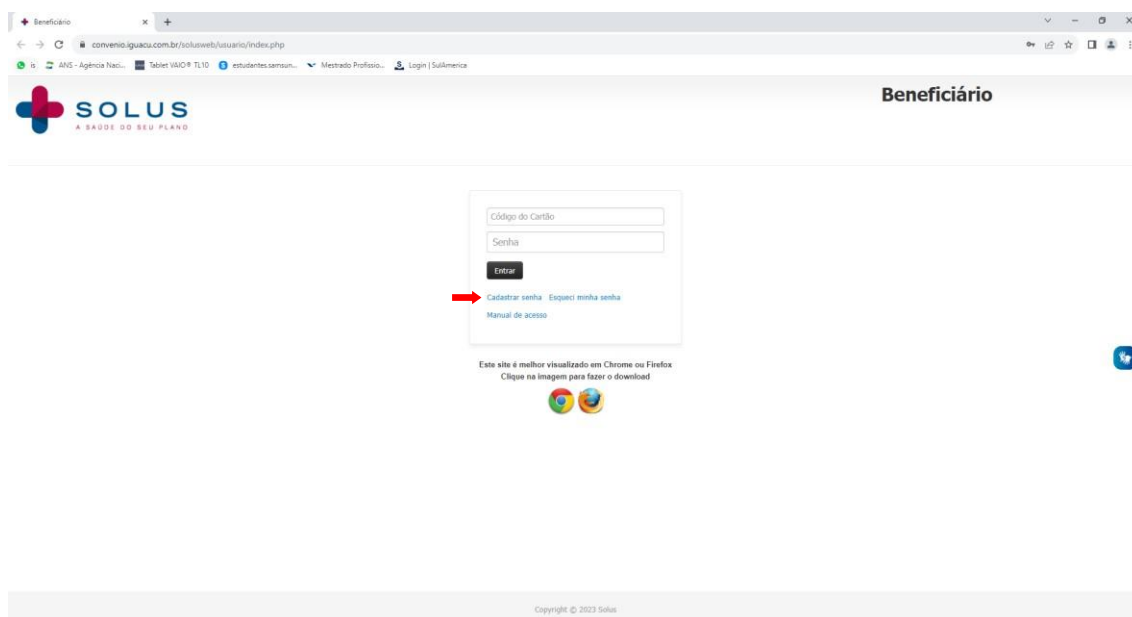 Beneficiário
convenio.iguacu.com.br/solusweb/usuario/index.php
is ANS - Agência Naci... Tablet VAIO® TL10 estudantes.samsun... Mestrado Profissio... Login | SulAmerica
SOLUS
A SAÚDE DO SEU PLANO
Beneficiário
Código do Cartão
Senha
Entrar
Cadastrar senha Esqueci minha senha
Manual de acesso
Este site é melhor visualizado em Chrome ou Firefox
Clique na imagem para fazer o download
Copyright © 2023 Solus